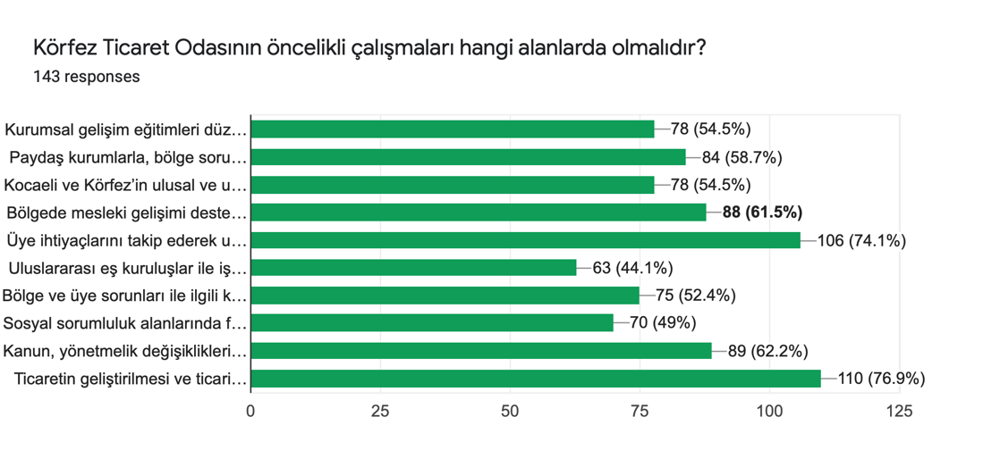 Körfez Ticaret Odasının öncelikli çalışmaları hangi alanlarda olmalıdır?
143 responses
Kurumsal gelişim eğitimleri düz… 78 (54.5%)
Paydaş kurumlarla, bölge soru… 84 (58.7%)
Kocaeli ve Körfez’in ulusal ve u… 78 (54.5%)
Bölgede mesleki gelişimi deste… 88 (61.5%)
Üye ihtiyaçlarını takip ederek u… 106 (74.1%)
Uluslararası eş kuruluşlar ile iş… 63 (44.1%)
Bölge ve üye sorunları ile ilgili k… 75 (52.4%)
Sosyal sorumluluk alanlarında f… 70 (49%)
Kanun, yönetmelik değişiklikleri… 89 (62.2%)
Ticaretin geliştirilmesi ve ticari… 110 (76.9%)
0 25 50 75 100 125